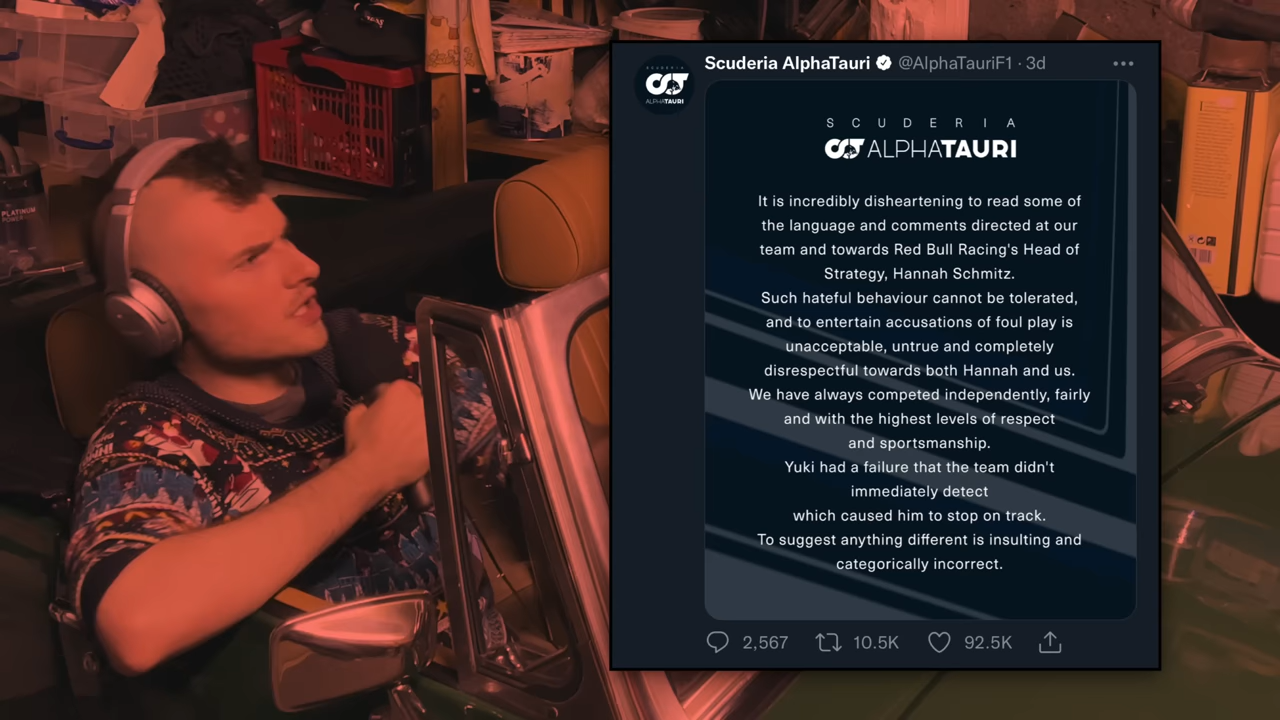 Scuderia AlphaTauri @AlphaTauriF1 · 3d
SCUDERIA
ALPHATAURI
SCUDERIA
ALPHATAURI
It is incredibly disheartening to read some of
the language and comments directed at our
team and towards Red Bull Racing's Head of
Strategy, Hannah Schmitz.
Such hateful behaviour cannot be tolerated,
and to entertain accusations of foul play is
unacceptable, untrue and completely
disrespectful towards both Hannah and us.
We have always competed independently, fairly
and with the highest levels of respect
and sportsmanship.
Yuki had a failure that the team didn't
immediately detect
which caused him to stop on track.
To suggest anything different is insulting and
categorically incorrect.
2,567 10.5K 92.5K
PLATINUM